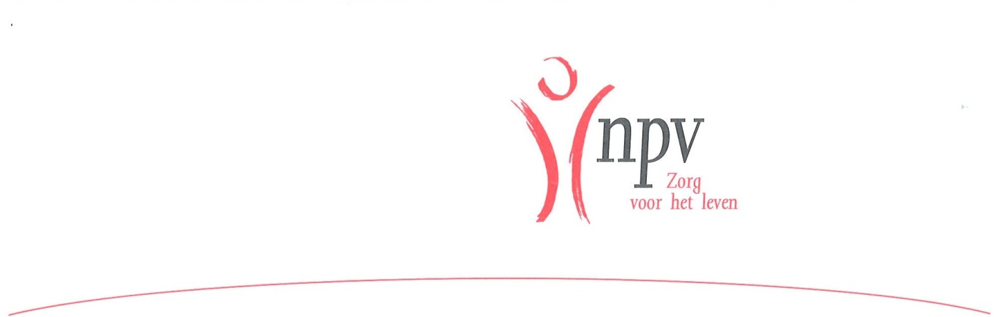 npv
Zorg
voor het leven